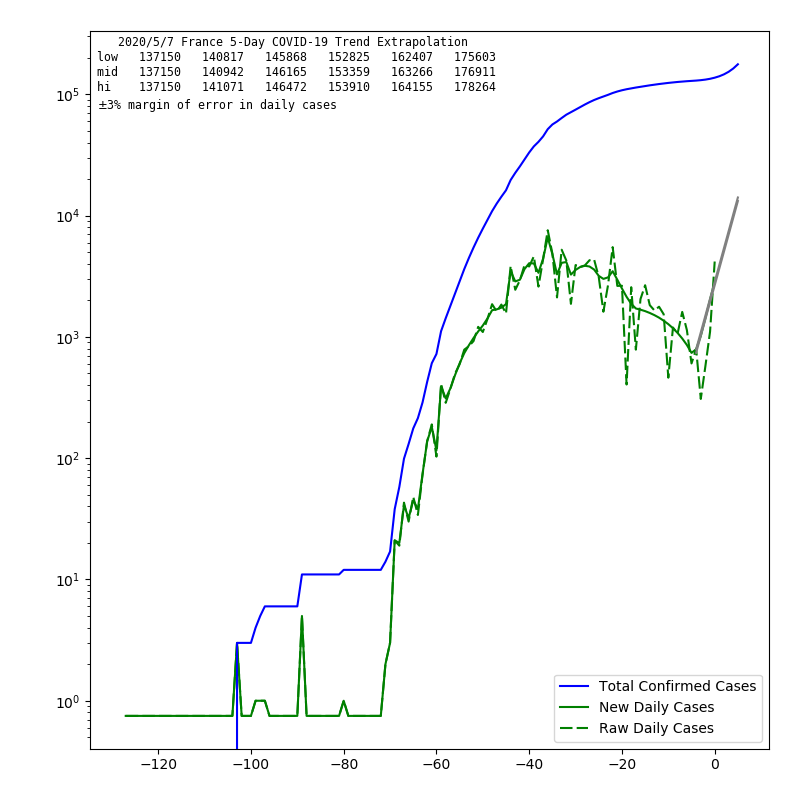 2020/5/7 France 5-Day COVID-19 Trend Extrapolation
low 137150 140817 145868 152825 162407 175603
mid 137150 140942 146165 153359 163266 176911
hi 137150 141071 146472 153910 164155 178264
±3% margin of error in daily cases
10⁵
10⁴
10³
10²
10¹
10⁰
Total Confirmed Cases
New Daily Cases
Raw Daily Cases
−120 −100 −80 −60 −40 −20 0